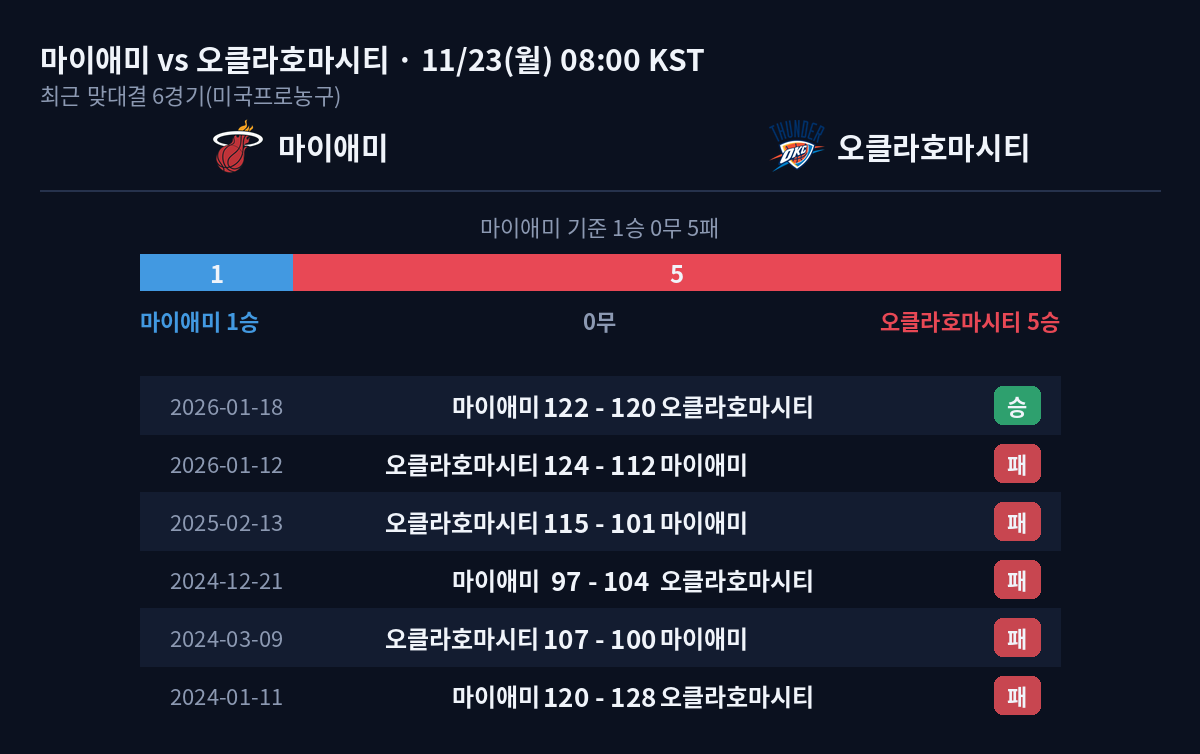 마이애미 vs 오클라호마시티 · 11/23(월) 08:00 KST
최근 맞대결 6경기(미국프로농구)
마이애미
THUNDER
OKC
오클라호마시티
마이애미 기준 1승 0무 5패
1 5
마이애미 1승 0무 오클라호마시티 5승
2026-01-18 마이애미 122 - 120 오클라호마시티 승
2026-01-12 오클라호마시티 124 - 112 마이애미 패
2025-02-13 오클라호마시티 115 - 101 마이애미 패
2024-12-21 마이애미 97 - 104 오클라호마시티 패
2024-03-09 오클라호마시티 107 - 100 마이애미 패
2024-01-11 마이애미 120 - 128 오클라호마시티 패